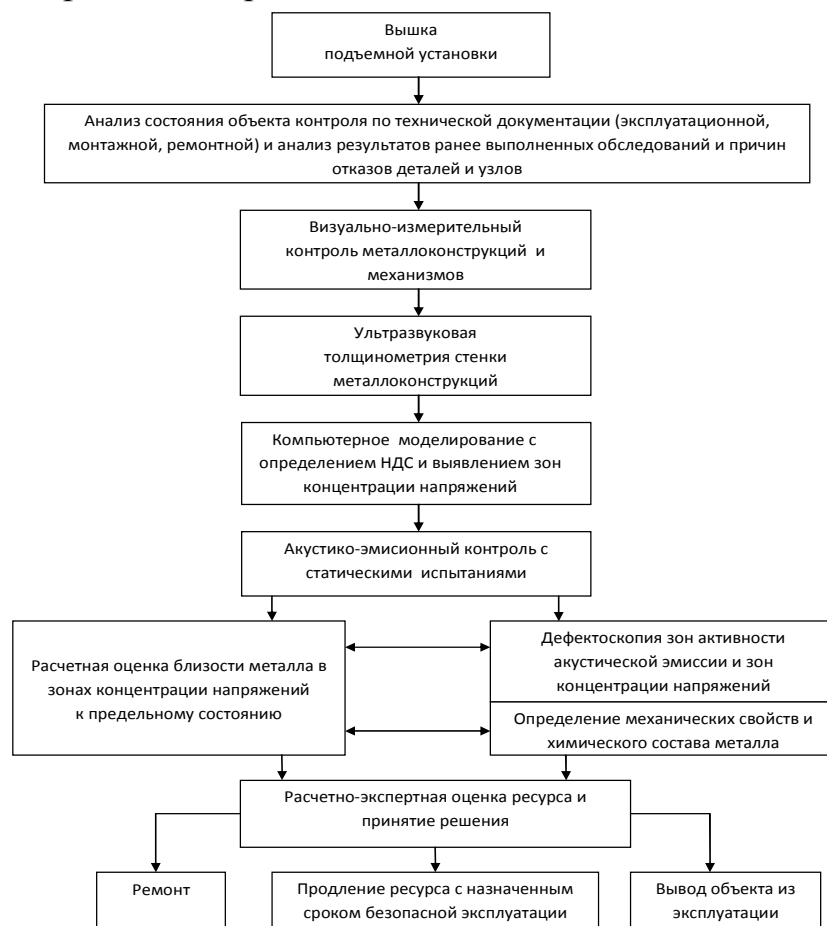 Вышка
подъемной установки
Анализ состояния объекта контроля по технической документации (эксплуатационной,
монтажной, ремонтной) и анализ результатов ранее выполненных обследований и причин
отказов деталей и узлов
Визуально-измерительный
контроль металлоконструкций и
механизмов
Ультразвуковая
толщинометрия стенки
металлоконструкций
Компьютерное моделирование с
определением НДС и выявлением зон
концентрации напряжений
Акустико-эмисионный контроль с
статическими испытаниями
Расчетная оценка близости металла в
зонах концентрации напряжений
к предельному состоянию
Дефектоскопия зон активности
акустической эмиссии и зон
концентрации напряжений
Определение механических свойств и
химического состава металла
Расчетно-экспертная оценка ресурса и
принятие решения
Ремонт
Продление ресурса с назначенным
сроком безопасной эксплуатации
Вывод объекта из
эксплуатации